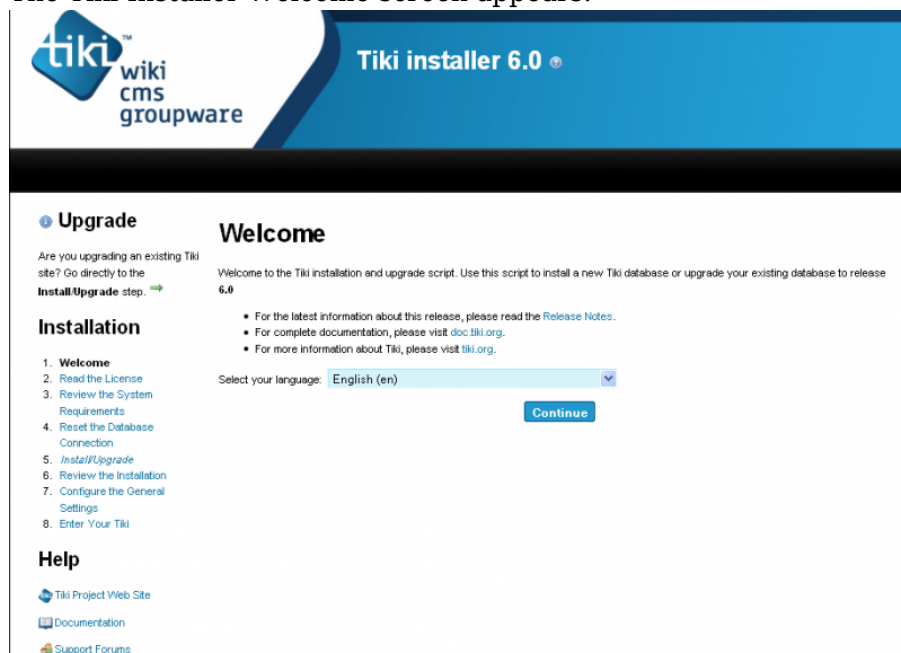 The Tiki Installer Welcome screen appears.
tiki™
wiki
cms
groupware
Tiki installer 6.0
Upgrade
Are you upgrading an existing Tiki
site? Go directly to the
Install/Upgrade step.
Installation
1. Welcome
2. Read the License
3. Review the System
Requirements
4. Reset the Database
Connection
5. Install/Upgrade
6. Review the Installation
7. Configure the General
Settings
8. Enter Your Tiki
Help
Tiki Project Web Site
Documentation
Support Forums
Welcome
Welcome to the Tiki installation and upgrade script. Use this script to install a new Tiki database or upgrade your existing database to release
6.0
• For the latest information about this release, please read the Release Notes.
• For complete documentation, please visit doc.tiki.org.
• For more information about Tiki, please visit tiki.org.
Select your language: English (en)
Continue